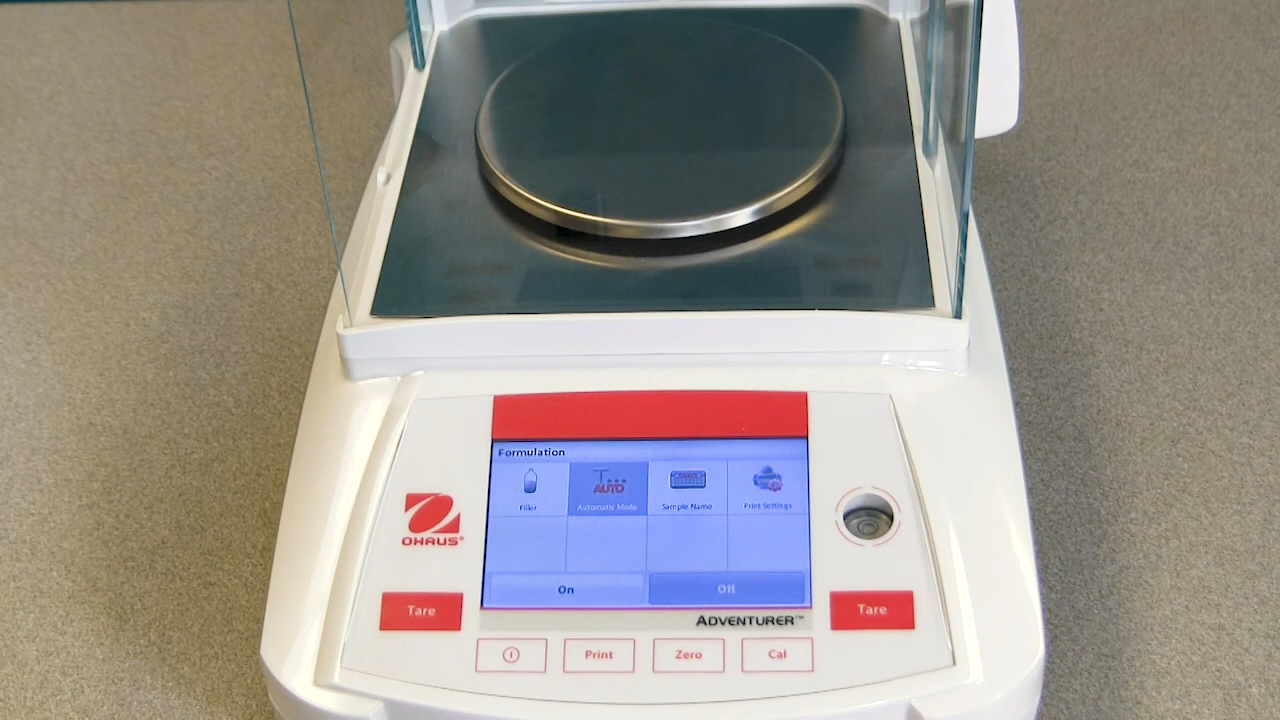 Formulation
AUTO
Filler
Automatic Mode
Sample Name
Print Settings
On
Off
OHAUS®
Tare
ADVENTURER™
Tare
Print
Zero
Cal